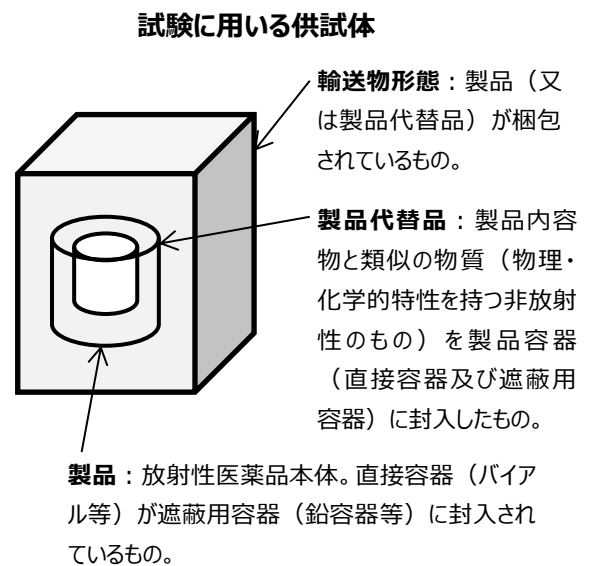 試験に用いる供試体
輸送物形態：製品（又
は製品代替品）が梱包
されているもの。
製品代替品：製品内容
物と類似の物質（物理・
化学的特性を持つ非放射
性のもの）を製品容器
（直接容器及び遮蔽用
容器）に封入したもの。
製品：放射性医薬品本体。直接容器（バイア
ル等）が遮蔽用容器（鉛容器等）に封入され
ているもの。